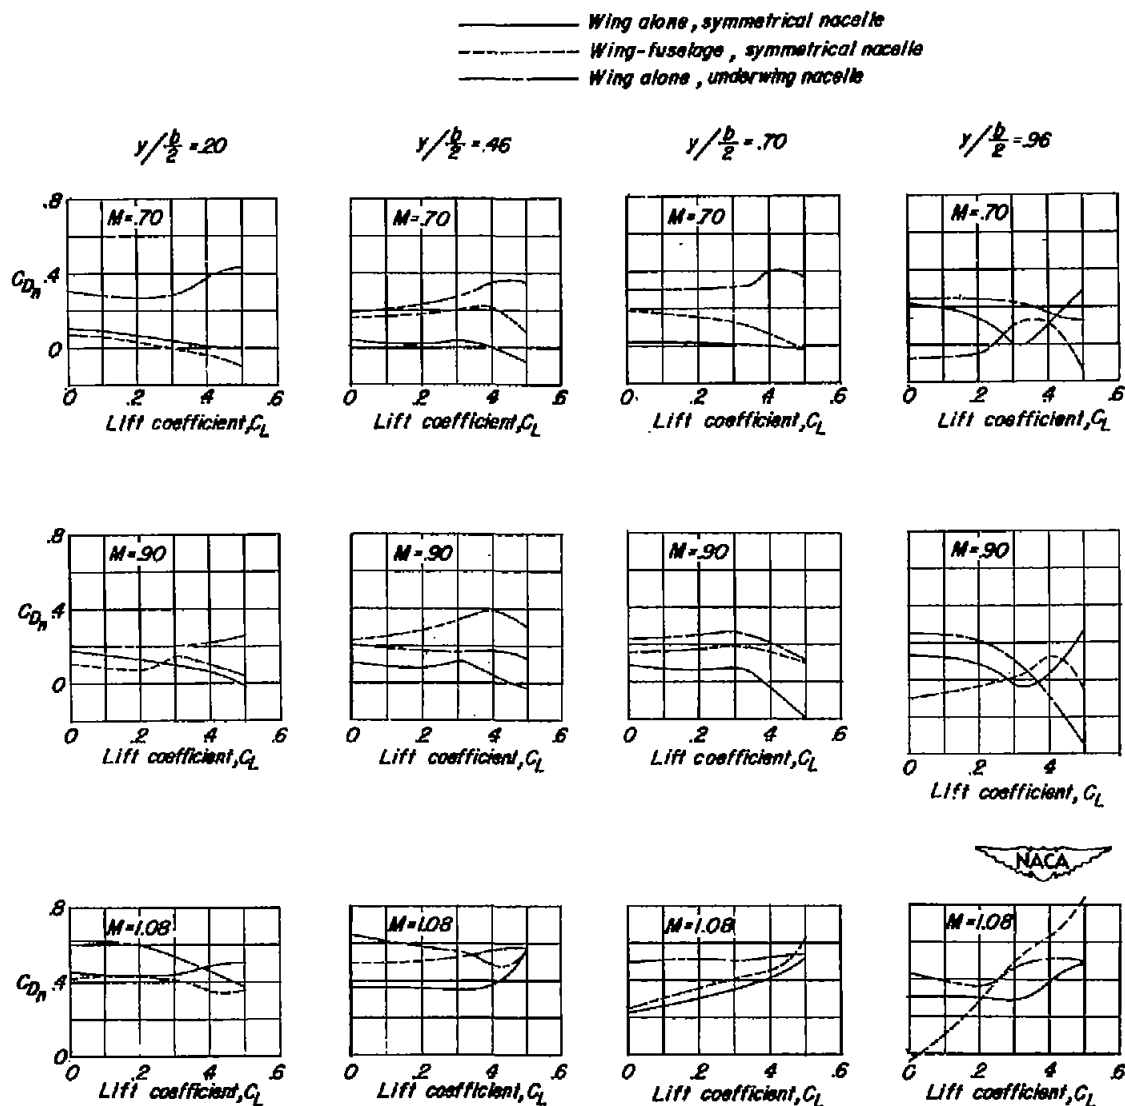 Wing alone, symmetrical nacelle
Wing-fuselage, symmetrical nacelle
Wing alone, underwing nacelle
y/b/2 = .20 y/b/2 = .46 y/b/2 = .70 y/b/2 = .96
.8 M=.70 M=.70 M=.70 M=.70
C_Dn .4
0
0 .2 .4 .6 0 .2 .4 .6 0 .2 .4 .6 0 .2 .4 .6
Lift coefficient, C_L Lift coefficient, C_L Lift coefficient, C_L Lift coefficient, C_L
.8 M=.90 M=.90 M=.90 M=.90
C_Dn .4
0
0 .2 .4 .6 0 .2 .4 .6 0 .2 .4 .6 0 .2 .4 .6
Lift coefficient, C_L Lift coefficient, C_L Lift coefficient, C_L Lift coefficient, C_L
NACA
.8 M=1.08 M=1.08 M=1.08 M=1.08
C_Dn .4
0
0 .2 .4 .6 0 .2 .4 .6 0 .2 .4 .6 0 .2 .4 .6
Lift coefficient, C_L Lift coefficient, C_L Lift coefficient, C_L Lift coefficient, C_L